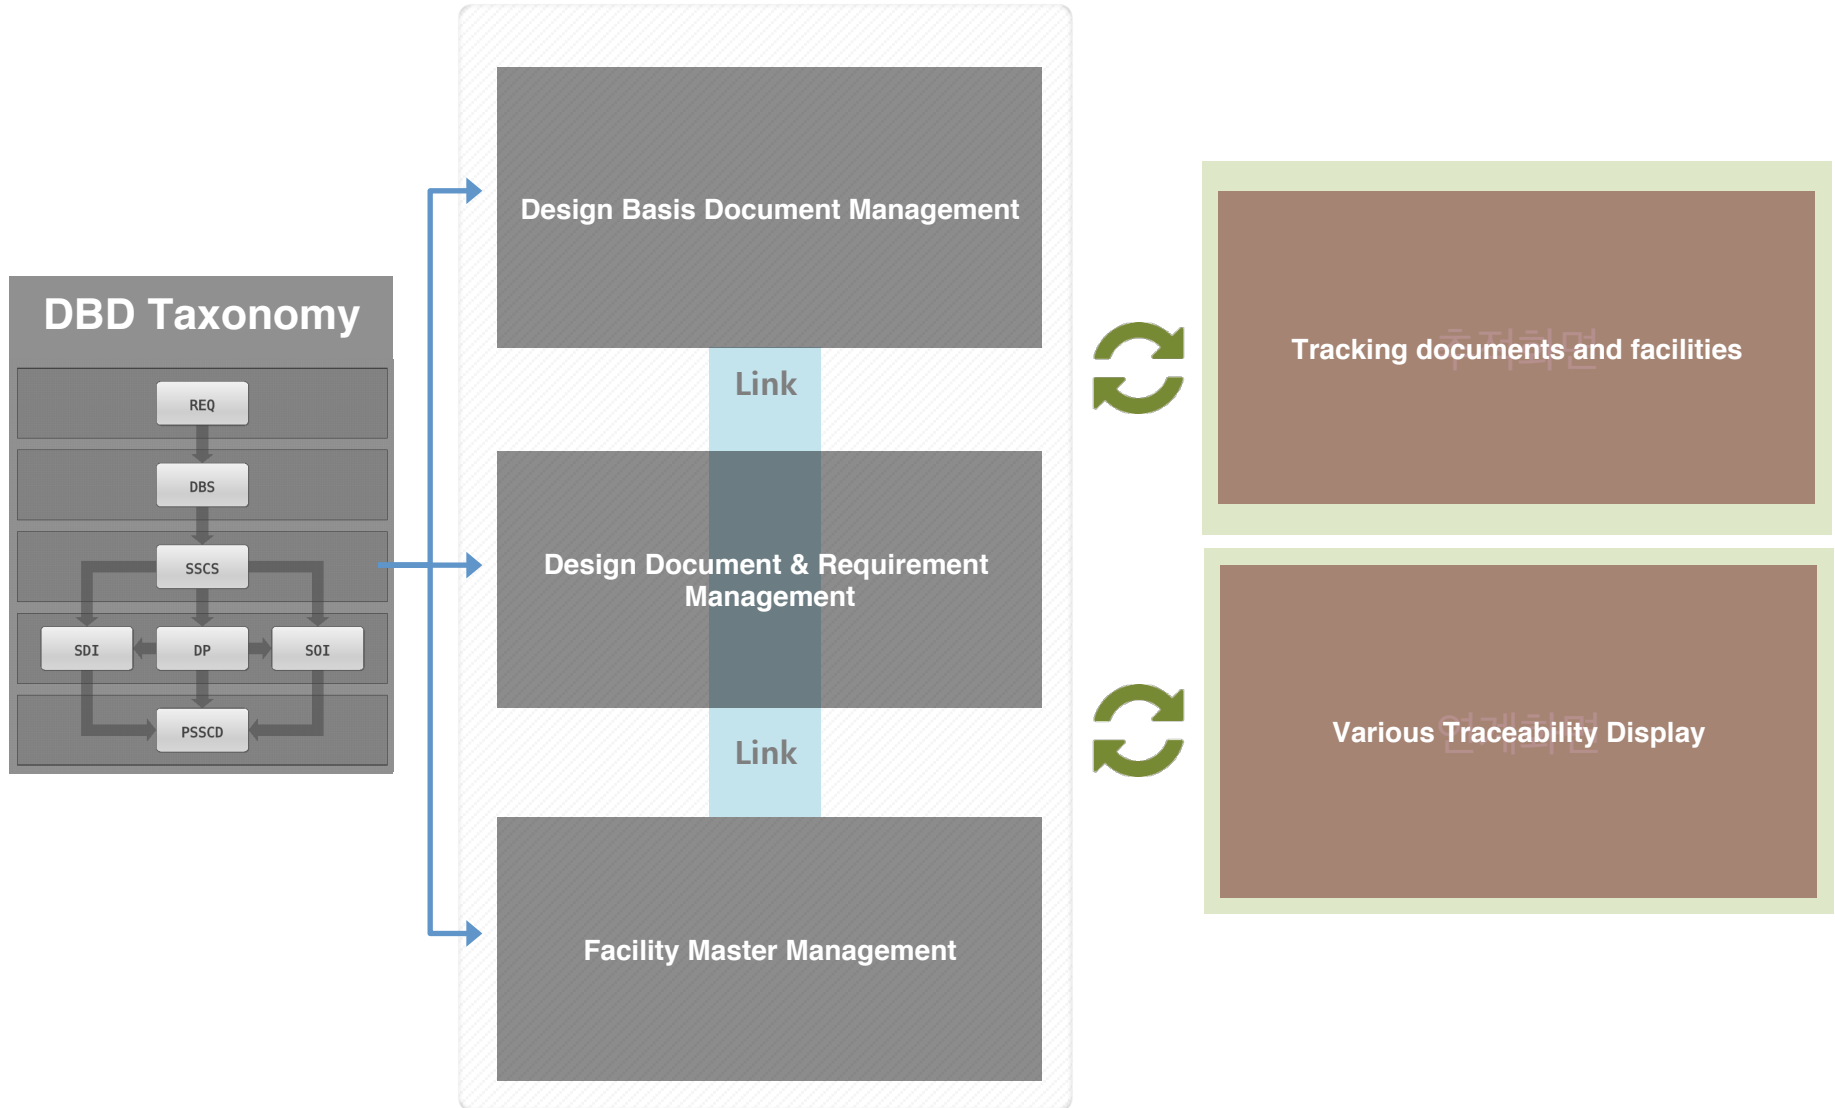 DBD Taxonomy
REQ
DBS
SSCS
SDI DP SOI
PSSCD
Design Basis Document Management
Link
Design Document & Requirement
Management
Link
Facility Master Management
Tracking documents and facilities
Various Traceability Display